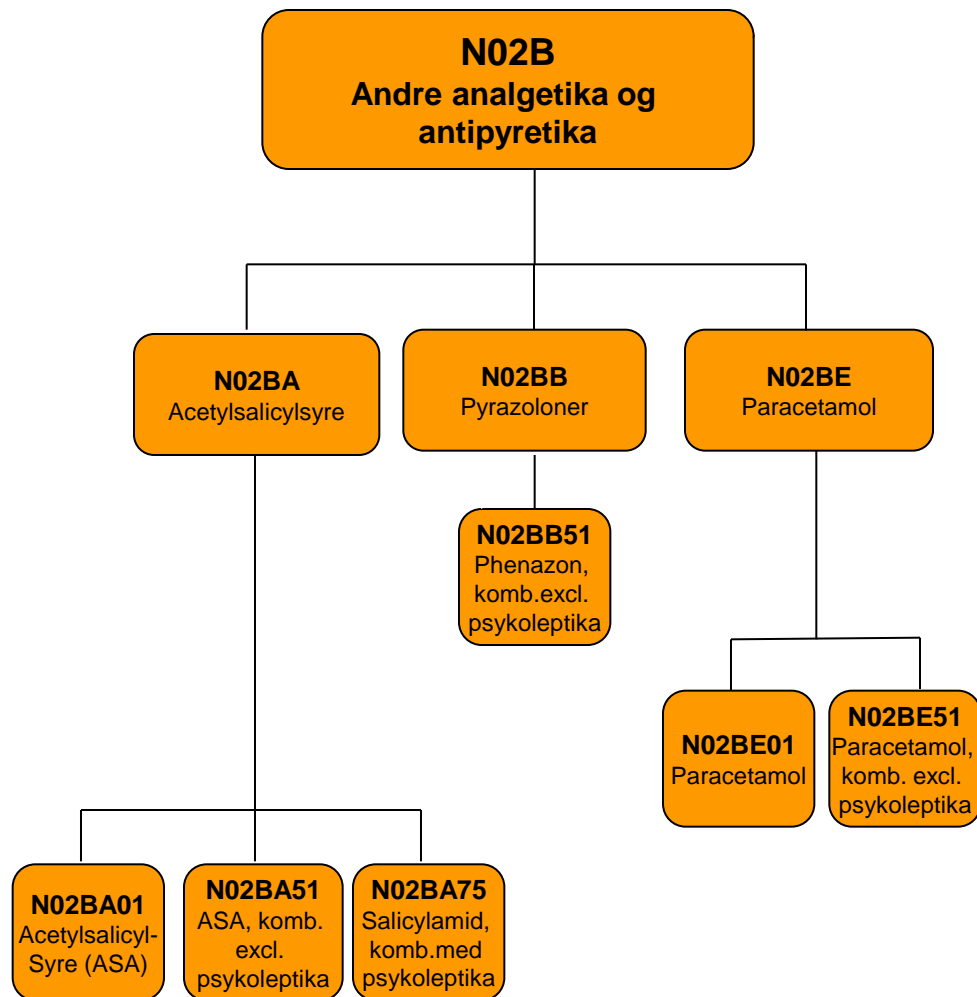 N02B
Andre analgetika og
antipyretika
N02BA
Acetylsalicylsyre
N02BB
Pyrazoloner
N02BE
Paracetamol
N02BB51
Phenazon,
komb.excl.
psykoleptika
N02BE01
Paracetamol
N02BE51
Paracetamol,
komb. excl.
psykoleptika
N02BA01
Acetylsalicyl-
Syre (ASA)
N02BA51
ASA, komb.
excl.
psykoleptika
N02BA75
Salicylamid,
komb.med
psykoleptika